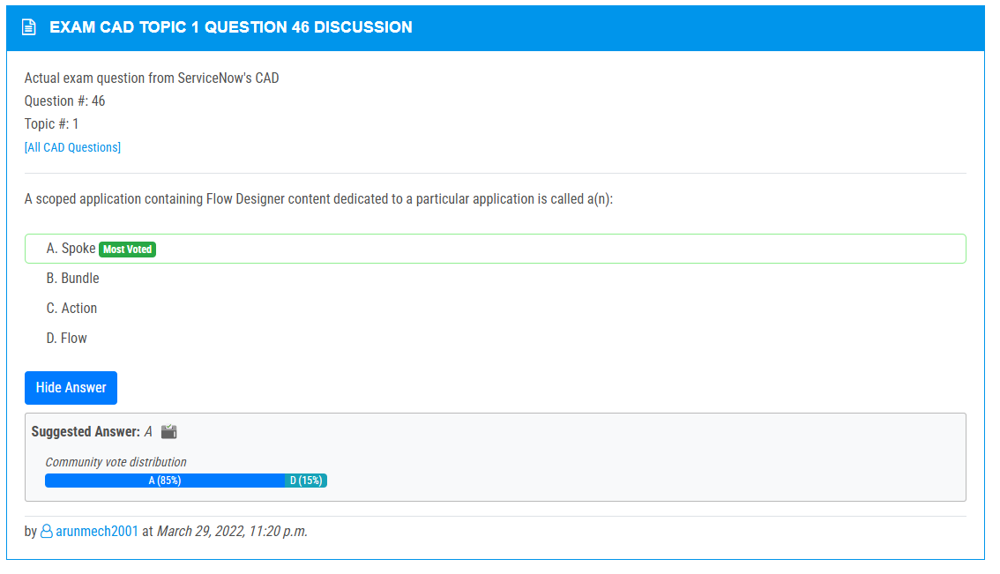 EXAM CAD TOPIC 1 QUESTION 46 DISCUSSION
Actual exam question from ServiceNow's CAD
Question #: 46
Topic #: 1
[All CAD Questions]
A scoped application containing Flow Designer content dedicated to a particular application is called a(n):
A. Spoke Most Voted
B. Bundle
C. Action
D. Flow
Hide Answer
Suggested Answer: A
Community vote distribution
A (85%) D (15%)
by arunmech2001 at March 29, 2022, 11:20 p.m.